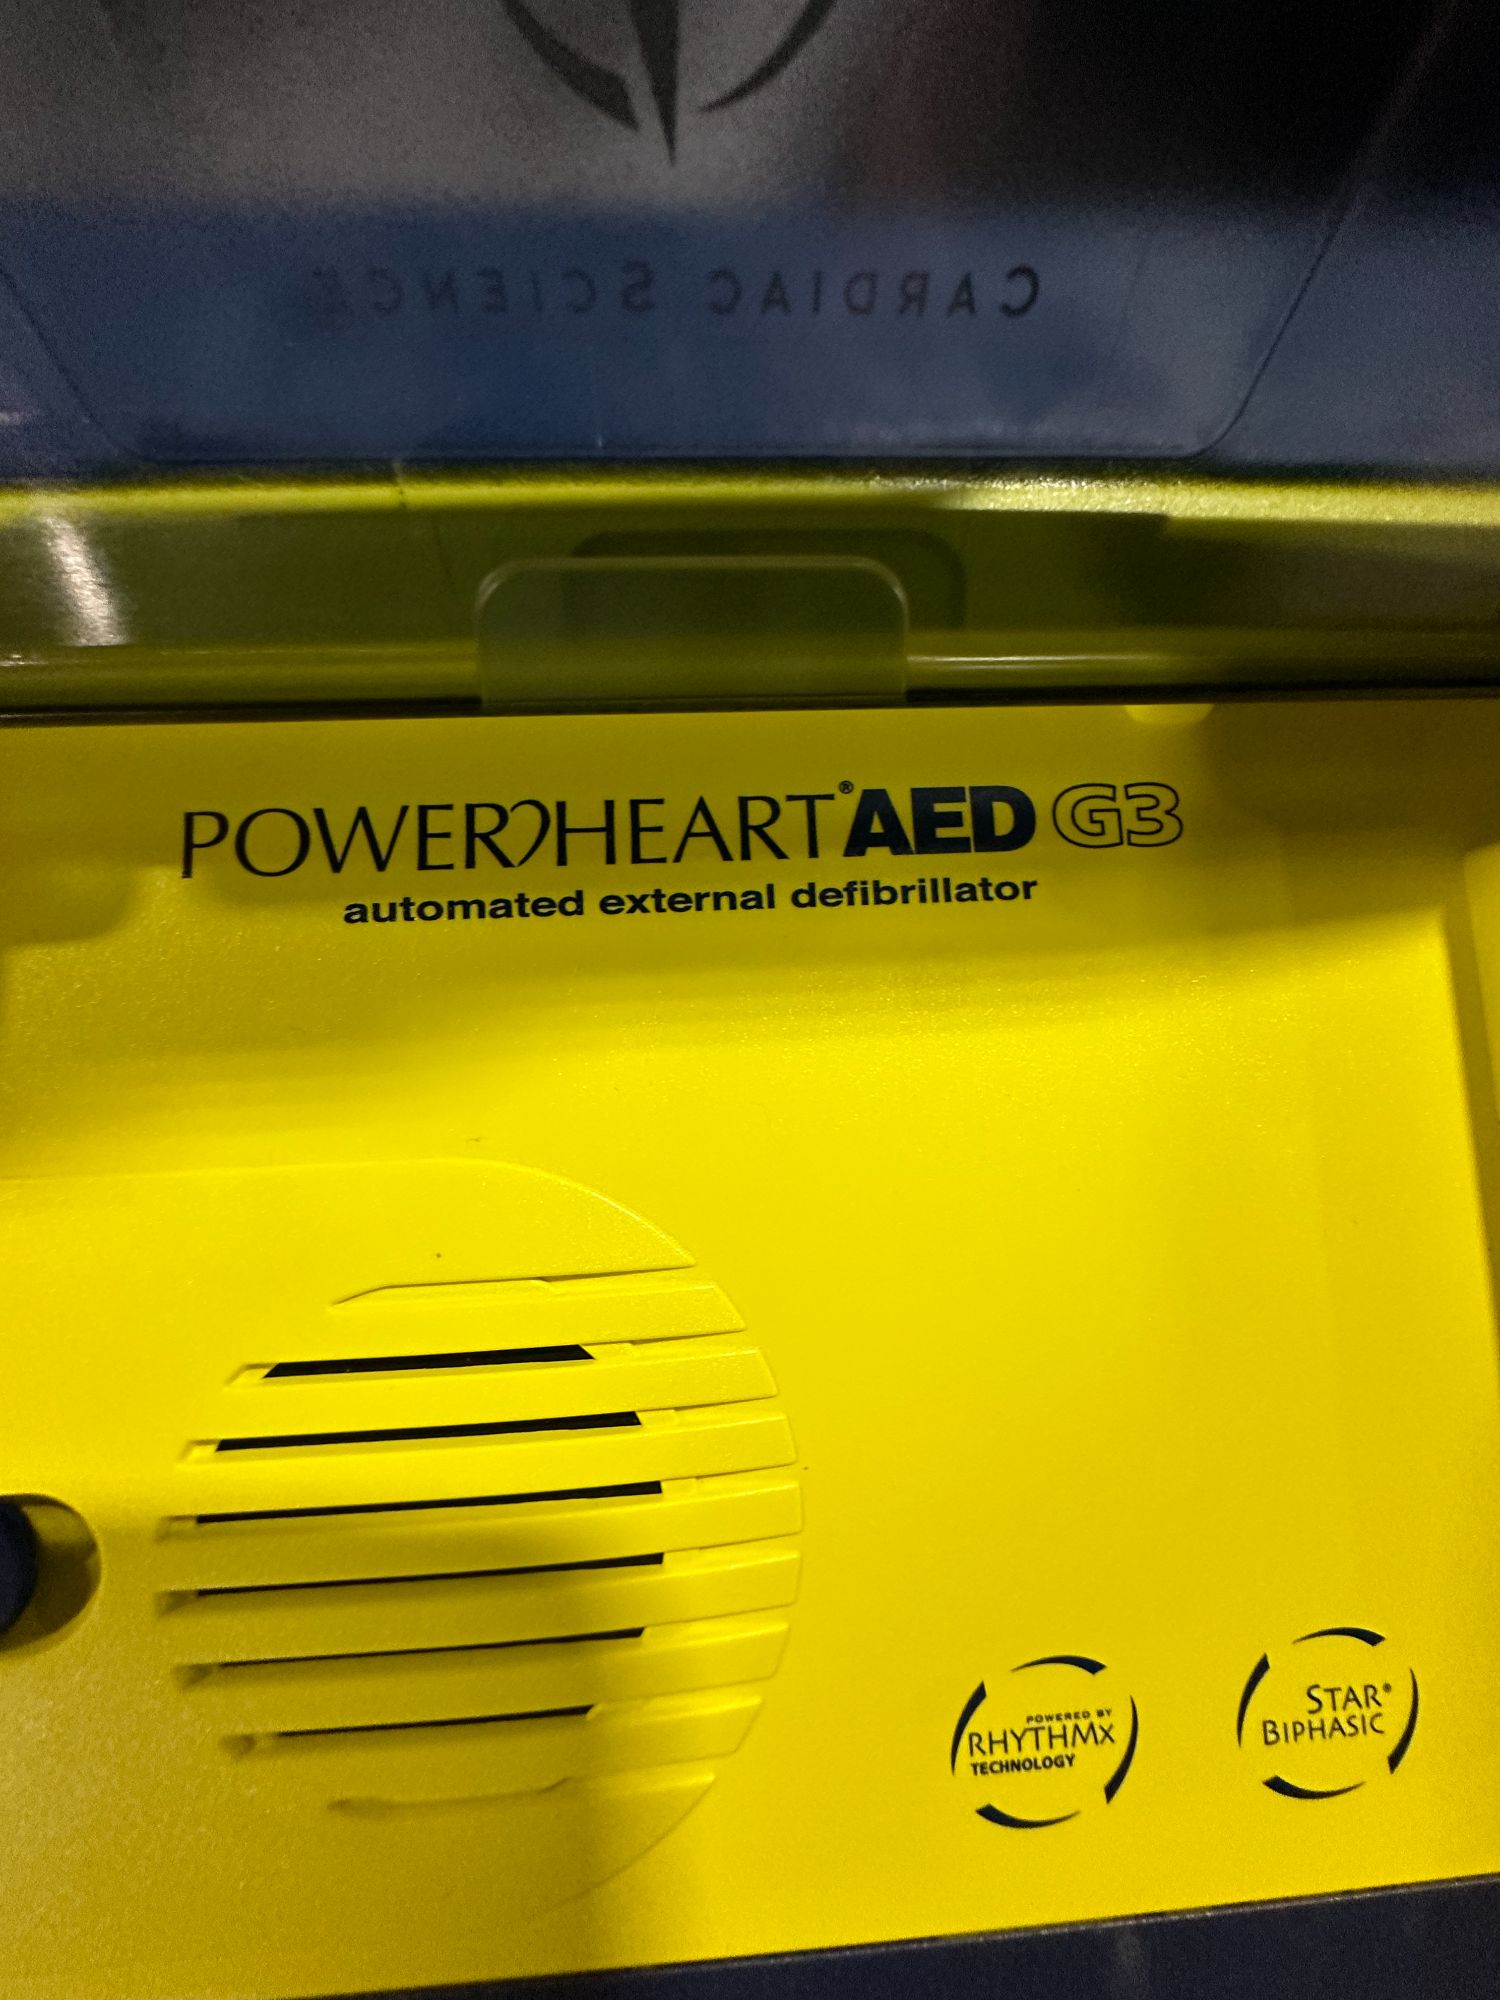 CARDIAC SCIENCE
POWERHEART® AED G3
automated external defibrillator
POWERED BY
RHYTHMX
TECHNOLOGY
STAR®
BIPHASIC